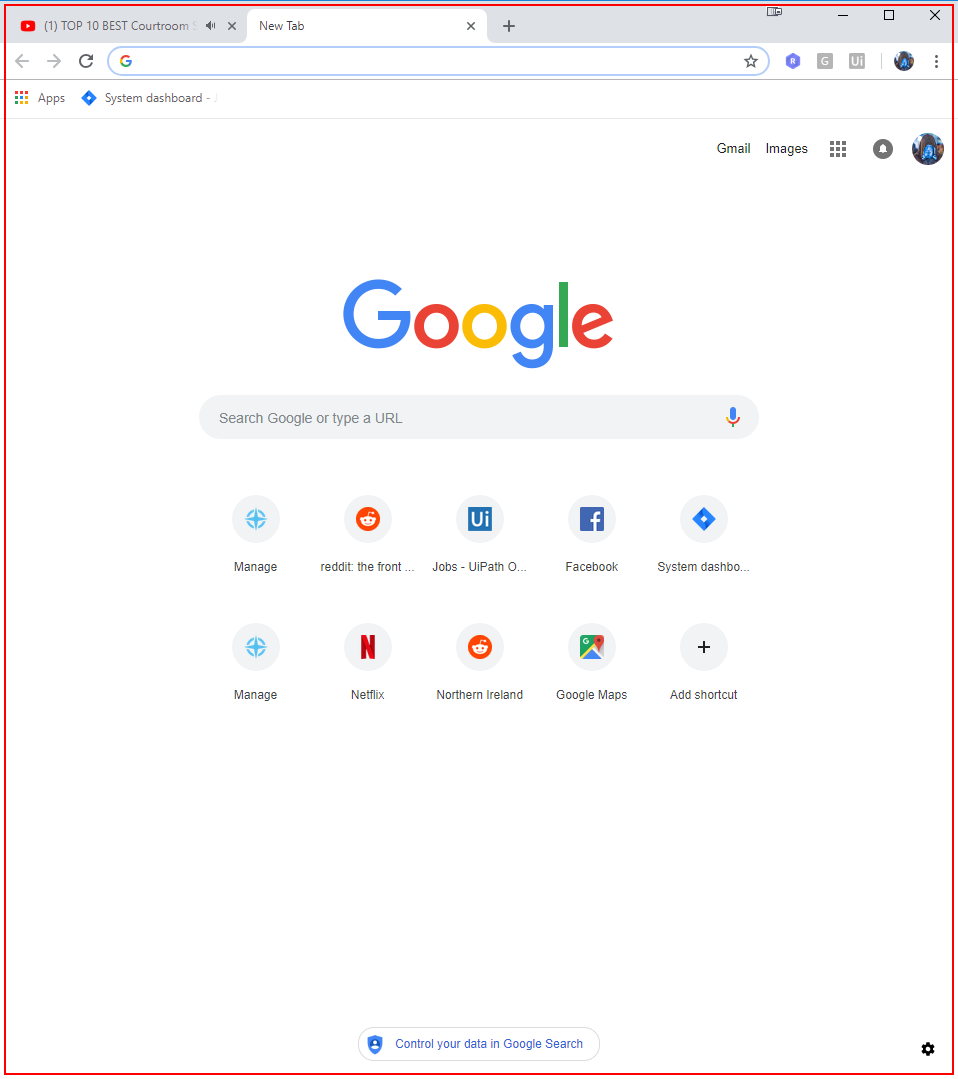 (1) TOP 10 BEST Courtroom S
New Tab
R
G
Ui
Apps
System dashboard - J
Gmail
Images
Google
Search Google or type a URL
Ui
Manage
reddit: the front ...
Jobs - UiPath O...
Facebook
System dashbo...
N
G
Manage
Netflix
Northern Ireland
Google Maps
Add shortcut
Control your data in Google Search